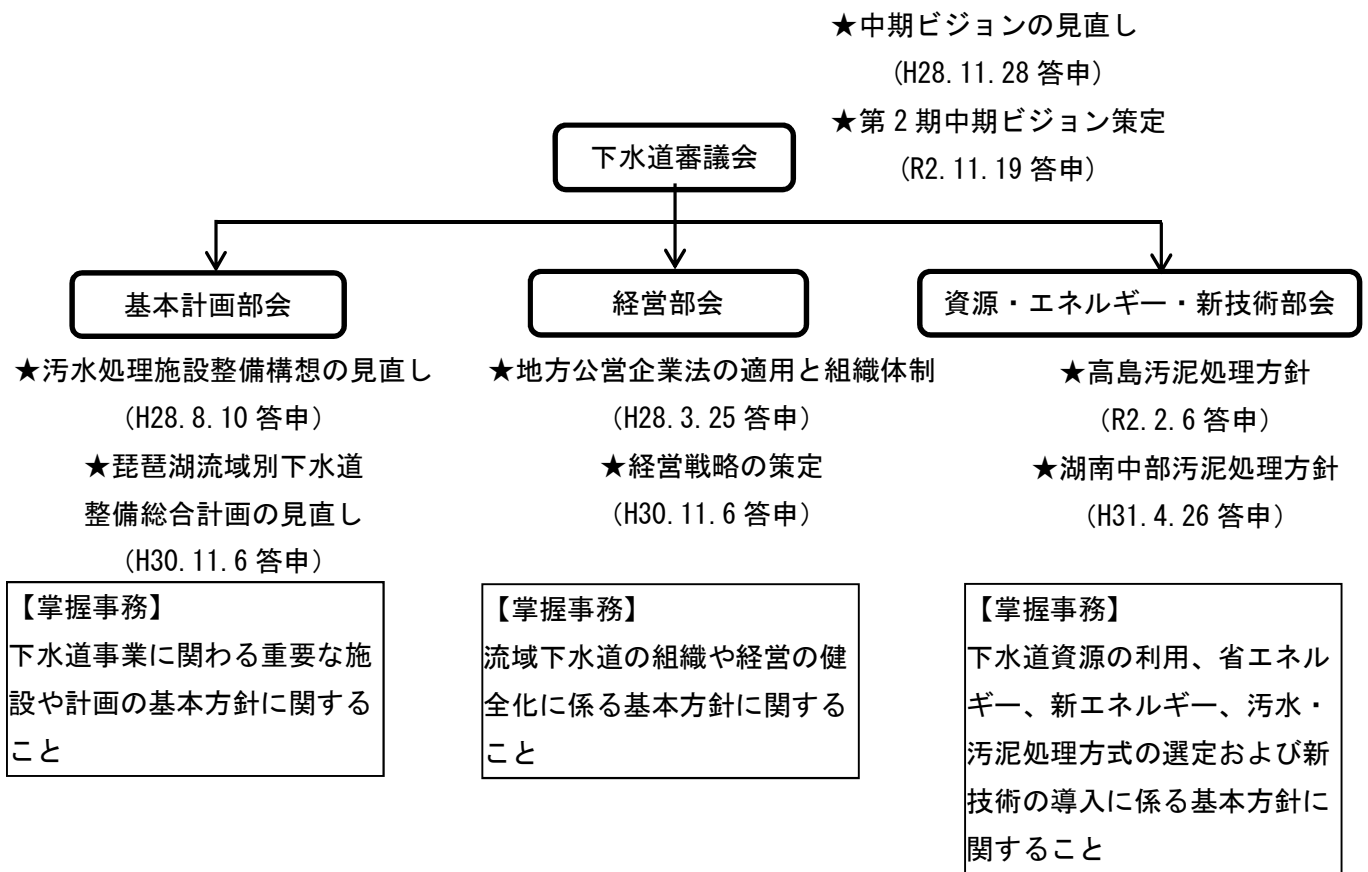 ★中期ビジョンの見直し
(H28.11.28 答申)
★第2期中期ビジョン策定
(R2.11.19 答申)
下水道審議会
基本計画部会
★汚水処理施設整備構想の見直し
(H28.8.10 答申)
★琵琶湖流域別下水道
整備総合計画の見直し
(H30.11.6 答申)
【掌握事務】
下水道事業に関わる重要な施
設や計画の基本方針に関する
こと
経営部会
★地方公営企業法の適用と組織体制
(H28.3.25 答申)
★経営戦略の策定
(H30.11.6 答申)
【掌握事務】
流域下水道の組織や経営の健
全化に係る基本方針に関する
こと
資源・エネルギー・新技術部会
★高島汚泥処理方針
(R2.2.6 答申)
★湖南中部汚泥処理方針
(H31.4.26 答申)
【掌握事務】
下水道資源の利用、省エネル
ギー、新エネルギー、汚水・
汚泥処理方式の選定および新
技術の導入に係る基本方針に
関すること